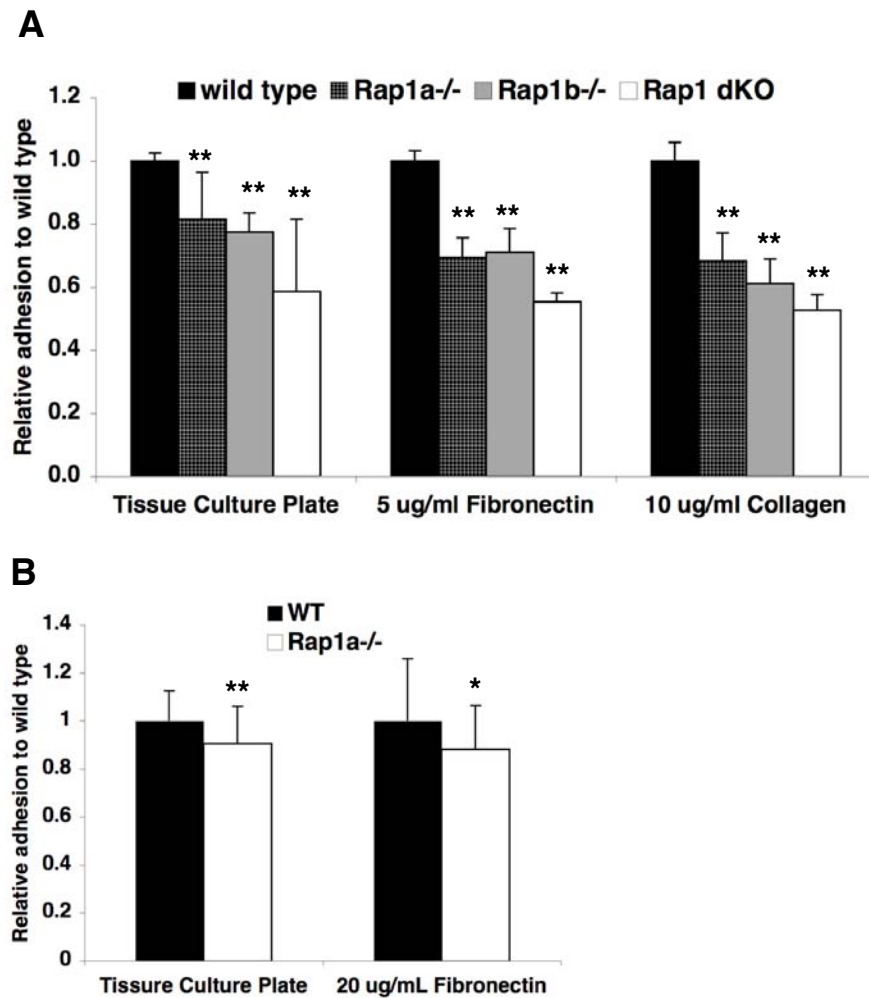 A
wild type Rap1a-/- Rap1b-/- Rap1 dKO
Relative adhesion to wild type
1.2
1.0
0.8
0.6
0.4
0.2
0.0
** ** **
** ** **
** ** **
Tissue Culture Plate 5 ug/ml Fibronectin 10 ug/ml Collagen
B
WT
Rap1a-/-
Relative adhesion to wild type
1.4
1.2
1
0.8
0.6
0.4
0.2
0
** *
Tissure Culture Plate 20 ug/mL Fibronectin